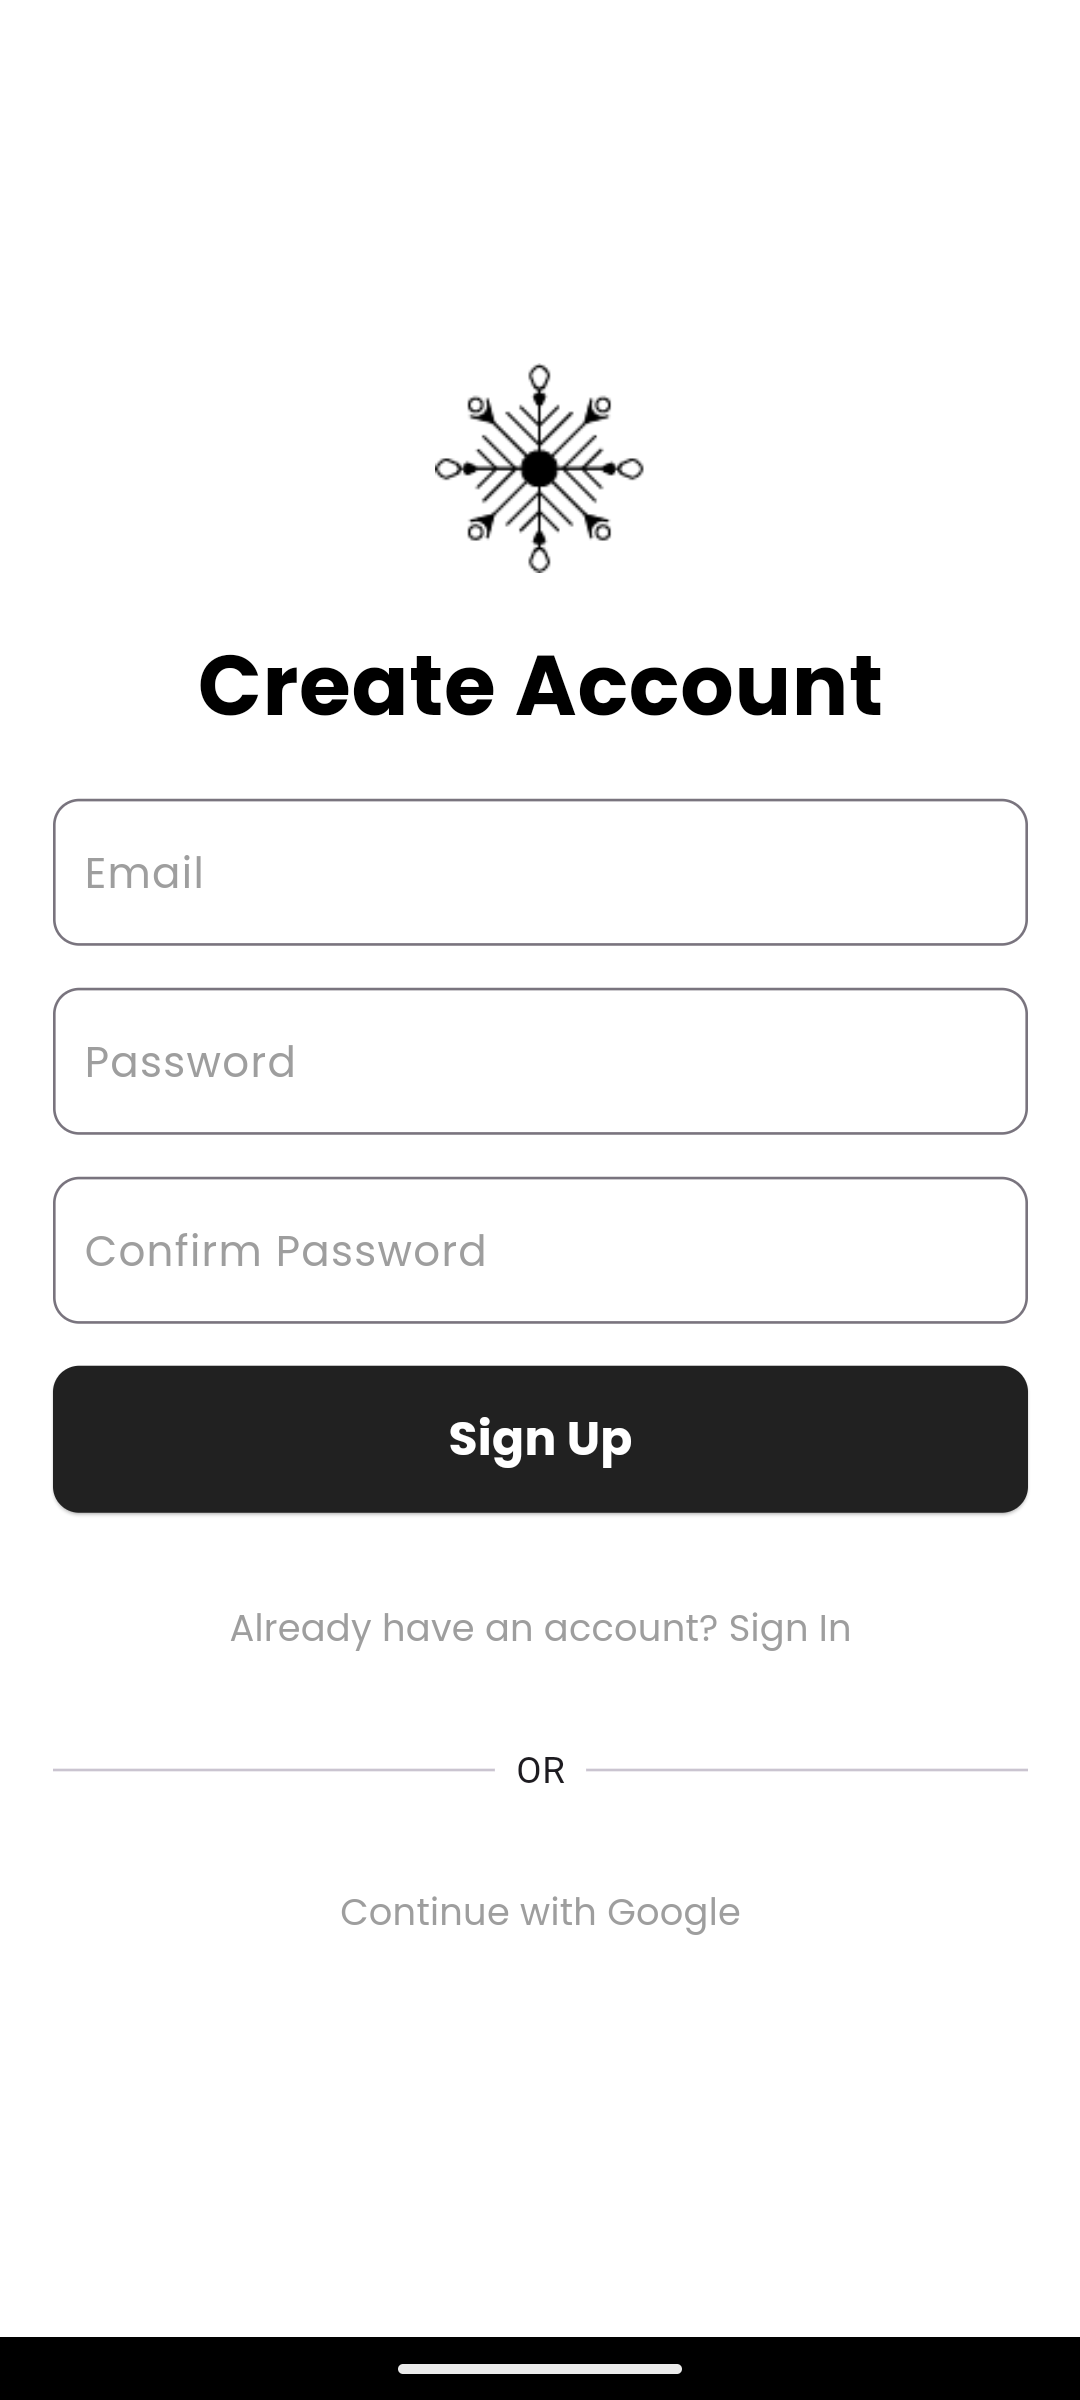 Create Account
Email
Password
Confirm Password
Sign Up
Already have an account? Sign In
OR
Continue with Google